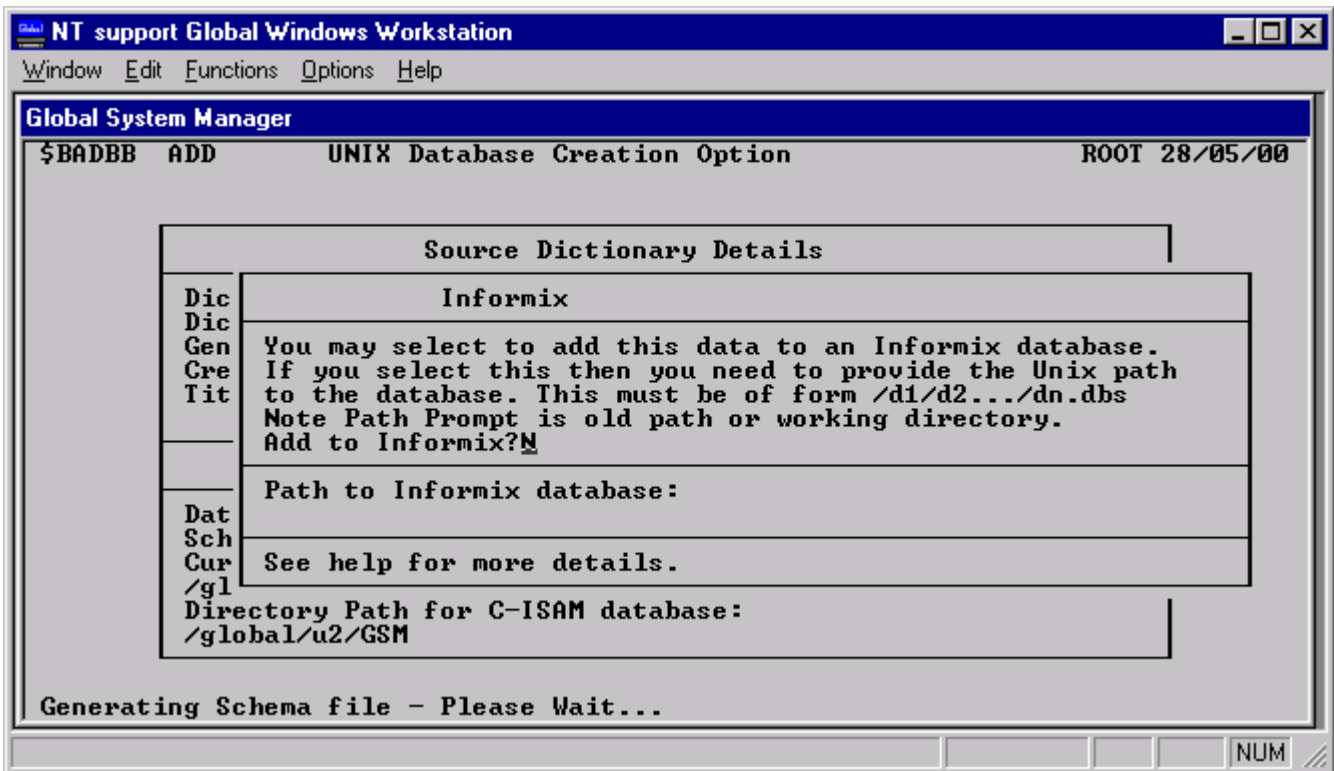 NT support Global Windows Workstation
Window Edit Functions Options Help
Global System Manager
$BADBB ADD UNIX Database Creation Option ROOT 28/05/00
Source Dictionary Details
Dic
Informix
Dic
Gen You may select to add this data to an Informix database.
Cre If you select this then you need to provide the Unix path
Tit to the database. This must be of form /d1/d2.../dn.dbs
Note Path Prompt is old path or working directory.
Add to Informix?N
Path to Informix database:
Dat
Sch
Cur See help for more details.
/gl
Directory Path for C-ISAM database:
/global/u2/GSM
Generating Schema file - Please Wait...
NUM